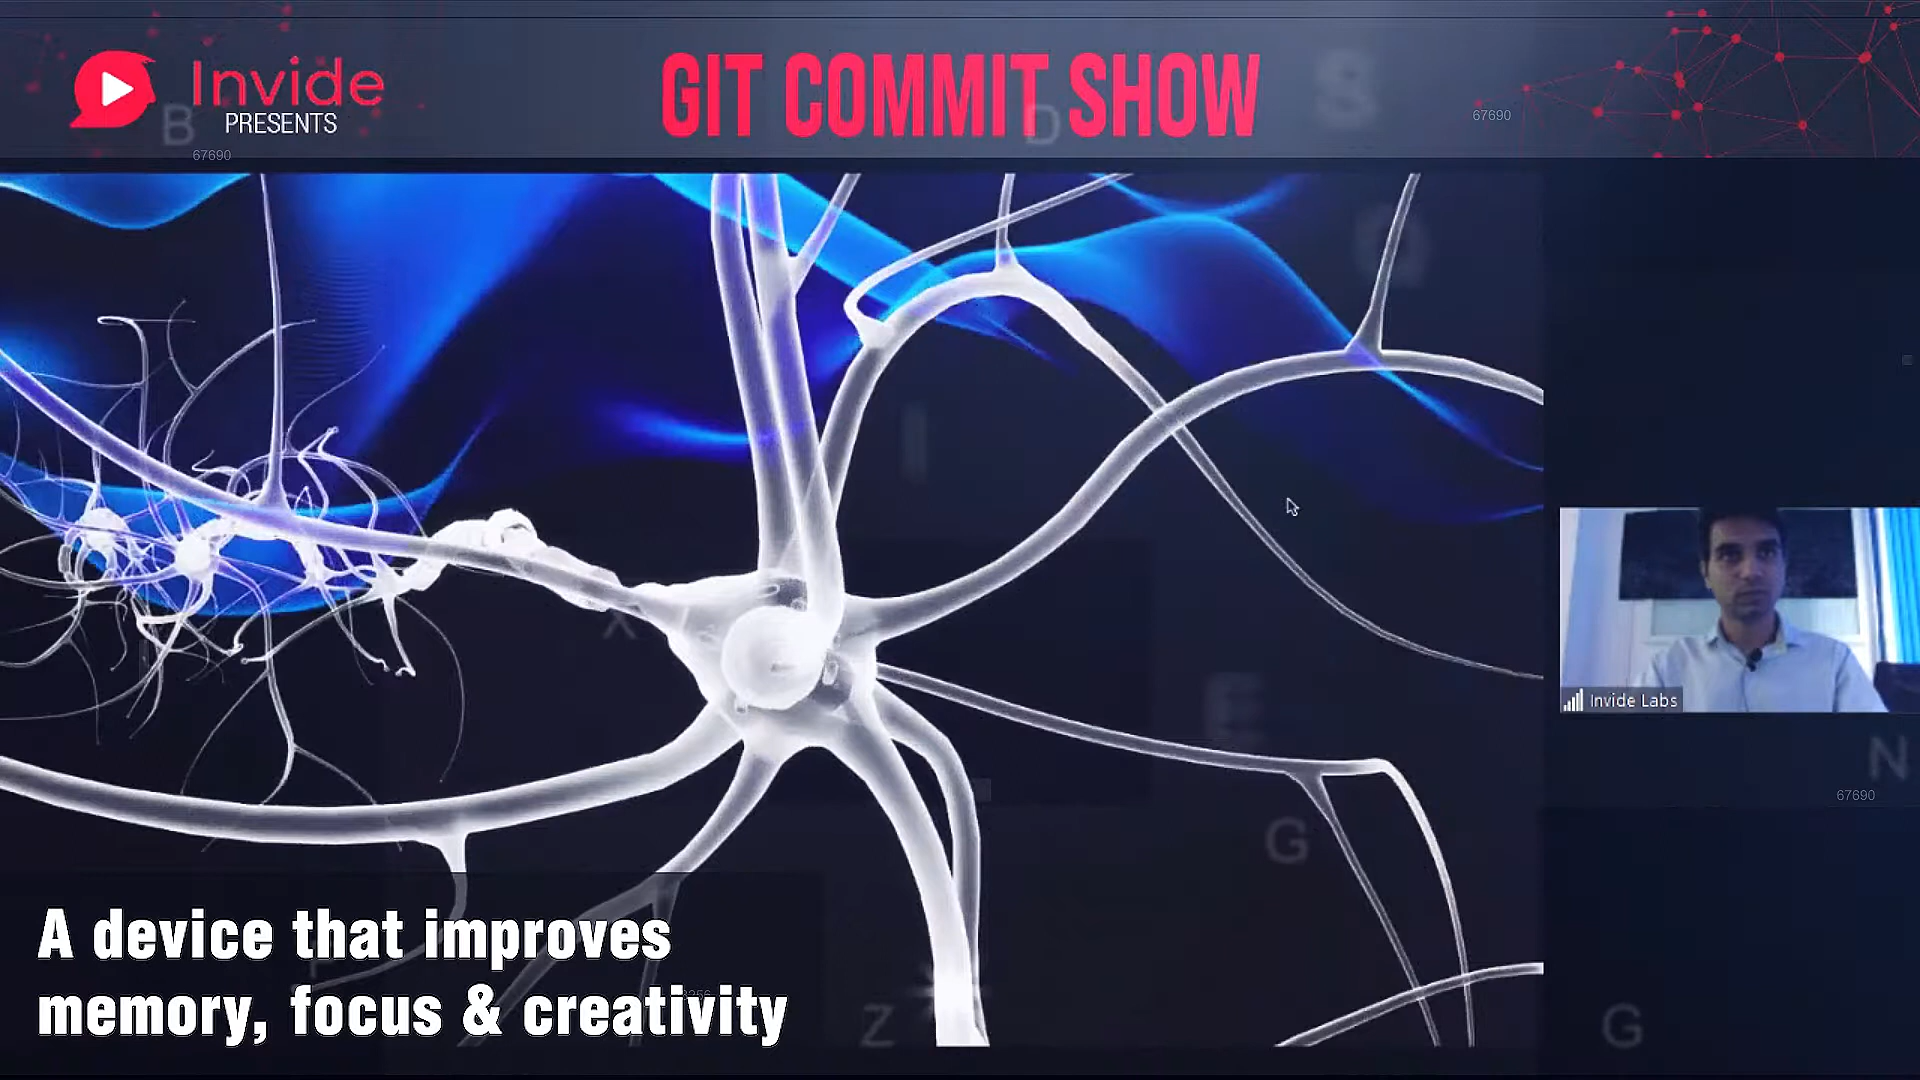 Invide
PRESENTS
GIT COMMIT SHOW
B
D
S
67690
67690
I
X
E
Invide Labs
N
67690
G
A device that improves
memory, focus & creativity
Z
G